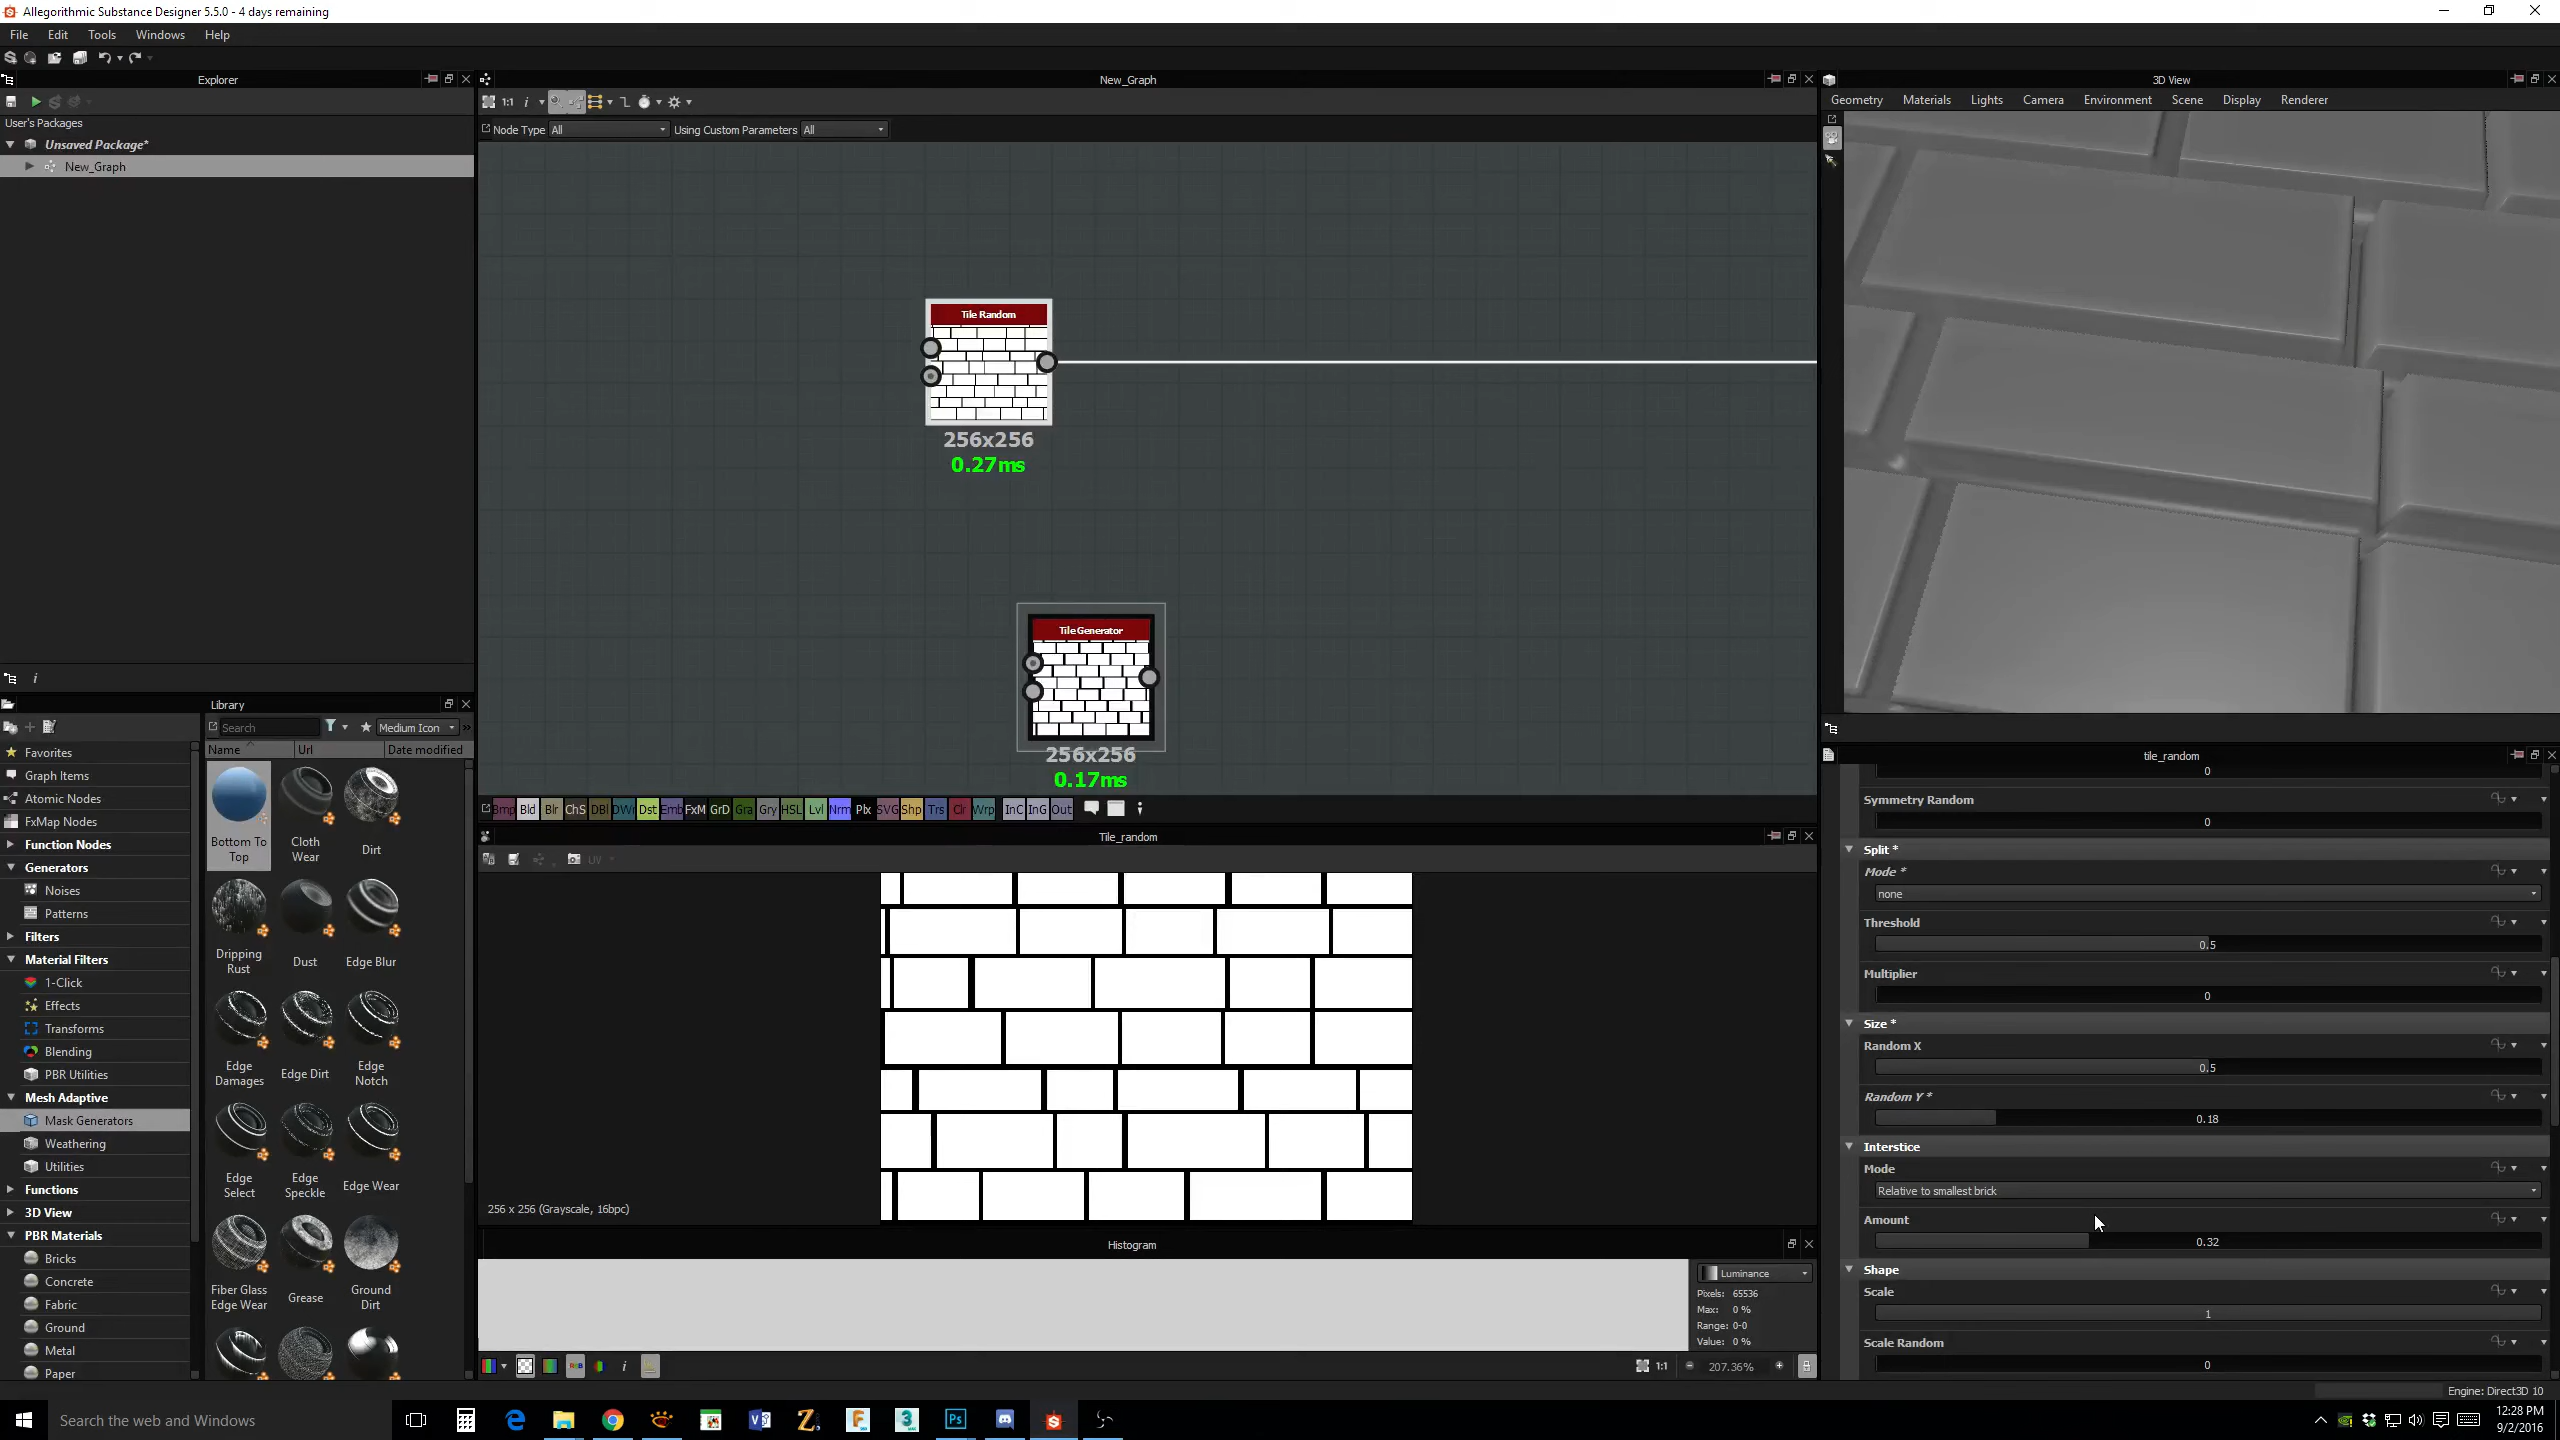 Allegorithmic Substance Designer 5.5.0 - 4 days remaining
File Edit Tools Windows Help
Explorer
User's Packages
Unsaved Package*
New_Graph
New_Graph
1:1
Node Type All Using Custom Parameters All
Tile Random
256x256
0.27ms
Tile Generator
256x256
0.17ms
Bmp Bld Blr ChS DBl DWr Dst Emb FxM GrD Gra Gry HSL Lvl Nrm Plx SVG Shp Trs Clr Wrp InC InG Out
3D View
Geometry Materials Lights Camera Environment Scene Display Renderer
Library
Search
Medium Icon
Name Url Date modified
Favorites
Graph Items
Atomic Nodes
FxMap Nodes
Function Nodes
Generators
Noises
Patterns
Filters
Material Filters
1-Click
Effects
Transforms
Blending
PBR Utilities
Mesh Adaptive
Mask Generators
Weathering
Utilities
Functions
3D View
PBR Materials
Bricks
Concrete
Fabric
Ground
Metal
Paper
Bottom To Top
Cloth Wear
Dirt
Dripping Rust
Dust
Edge Blur
Edge Damages
Edge Dirt
Edge Notch
Edge Select
Edge Speckle
Edge Wear
Fiber Glass Edge Wear
Grease
Ground Dirt
Tile_random
UV
256 x 256 (Grayscale, 16bpc)
Histogram
Luminance
Pixels: 65536
Max: 0 %
Range: 0-0
Value: 0 %
1:1
207.36%
tile_random
0
Symmetry Random
0
Split *
Mode *
none
Threshold
0.5
Multiplier
0
Size *
Random X
0.5
Random Y *
0.18
Interstice
Mode
Relative to smallest brick
Amount
0.32
Shape
Scale
1
Scale Random
0
Engine: Direct3D 10
Search the web and Windows
12:28 PM
9/2/2016